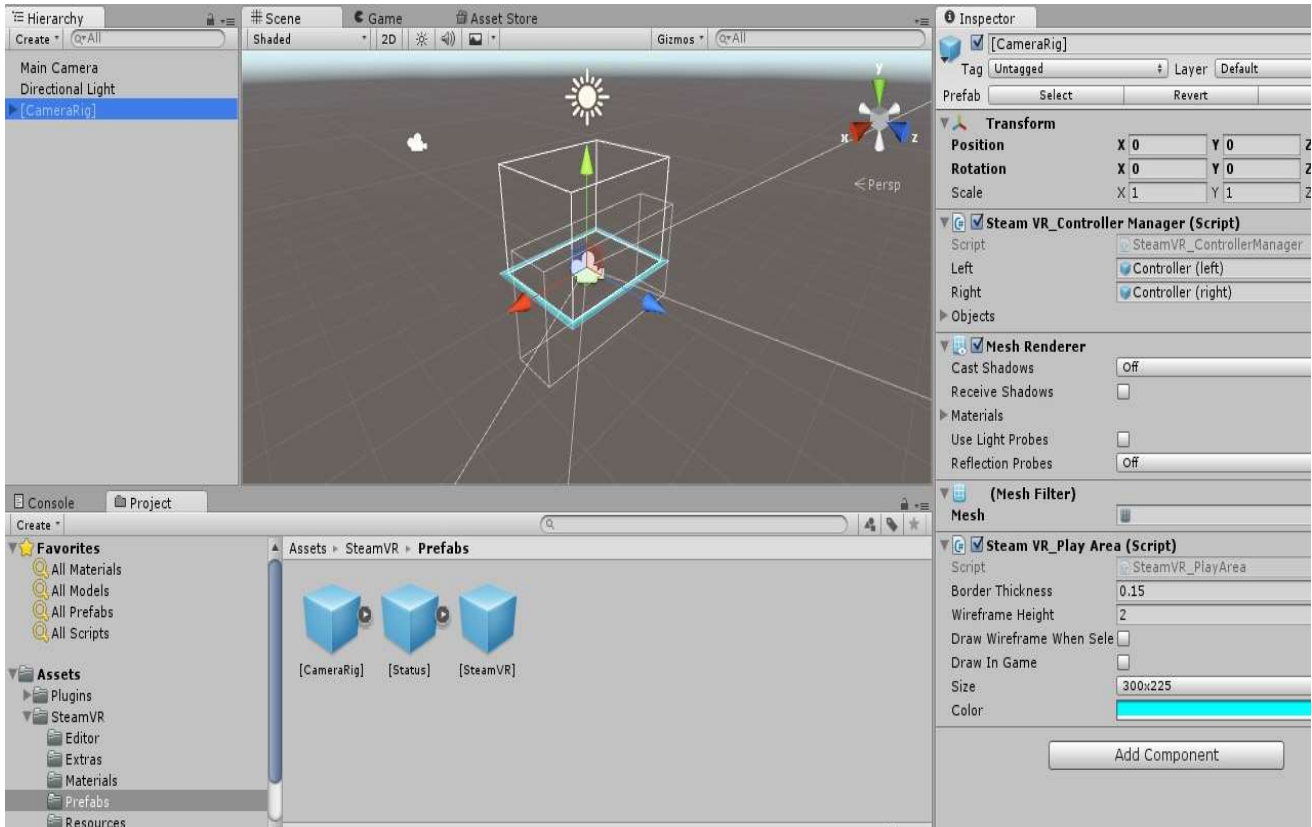 Hierarchy
Create
All
Main Camera
Directional Light
[CameraRig]
Scene
Game
Asset Store
Shaded
2D
Gizmos
All
y
x
z
Persp
Inspector
[CameraRig]
Tag Untagged Layer Default
Prefab Select Revert
Transform
Position X 0 Y 0 Z
Rotation X 0 Y 0 Z
Scale X 1 Y 1 Z
Steam VR_Controller Manager (Script)
Script SteamVR_ControllerManager
Left Controller (left)
Right Controller (right)
Objects
Mesh Renderer
Cast Shadows Off
Receive Shadows
Materials
Use Light Probes
Reflection Probes Off
(Mesh Filter)
Mesh
Steam VR_Play Area (Script)
Script SteamVR_PlayArea
Border Thickness 0.15
Wireframe Height 2
Draw Wireframe When Sele
Draw In Game
Size 300x225
Color
Add Component
Console
Project
Create
Favorites
All Materials
All Models
All Prefabs
All Scripts
Assets
Plugins
SteamVR
Editor
Extras
Materials
Prefabs
Resources
Assets SteamVR Prefabs
[CameraRig] [Status] [SteamVR]